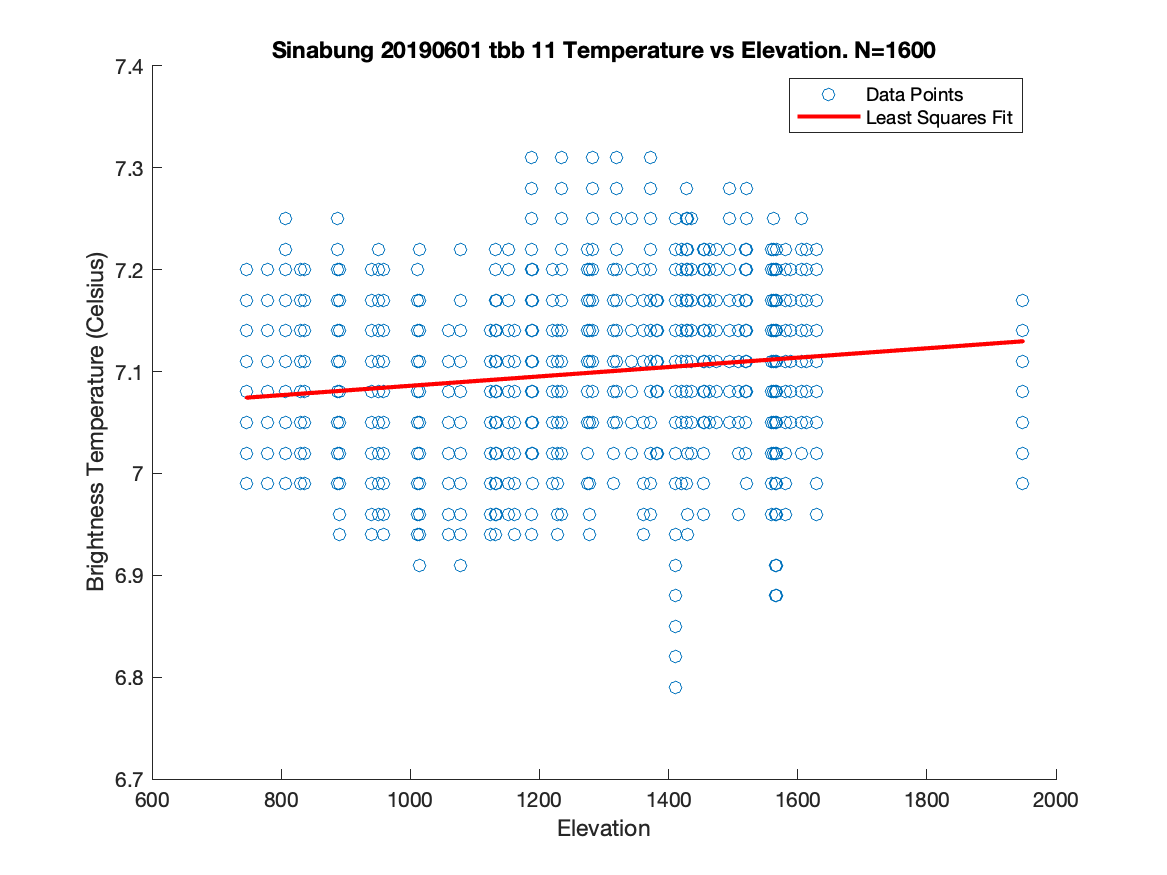 Sinabung 20190601 tbb 11 Temperature vs Elevation. N=1600
Data Points
Least Squares Fit
Brightness Temperature (Celsius)
7.4
7.3
7.2
7.1
7
6.9
6.8
6.7
600 800 1000 1200 1400 1600 1800 2000
Elevation